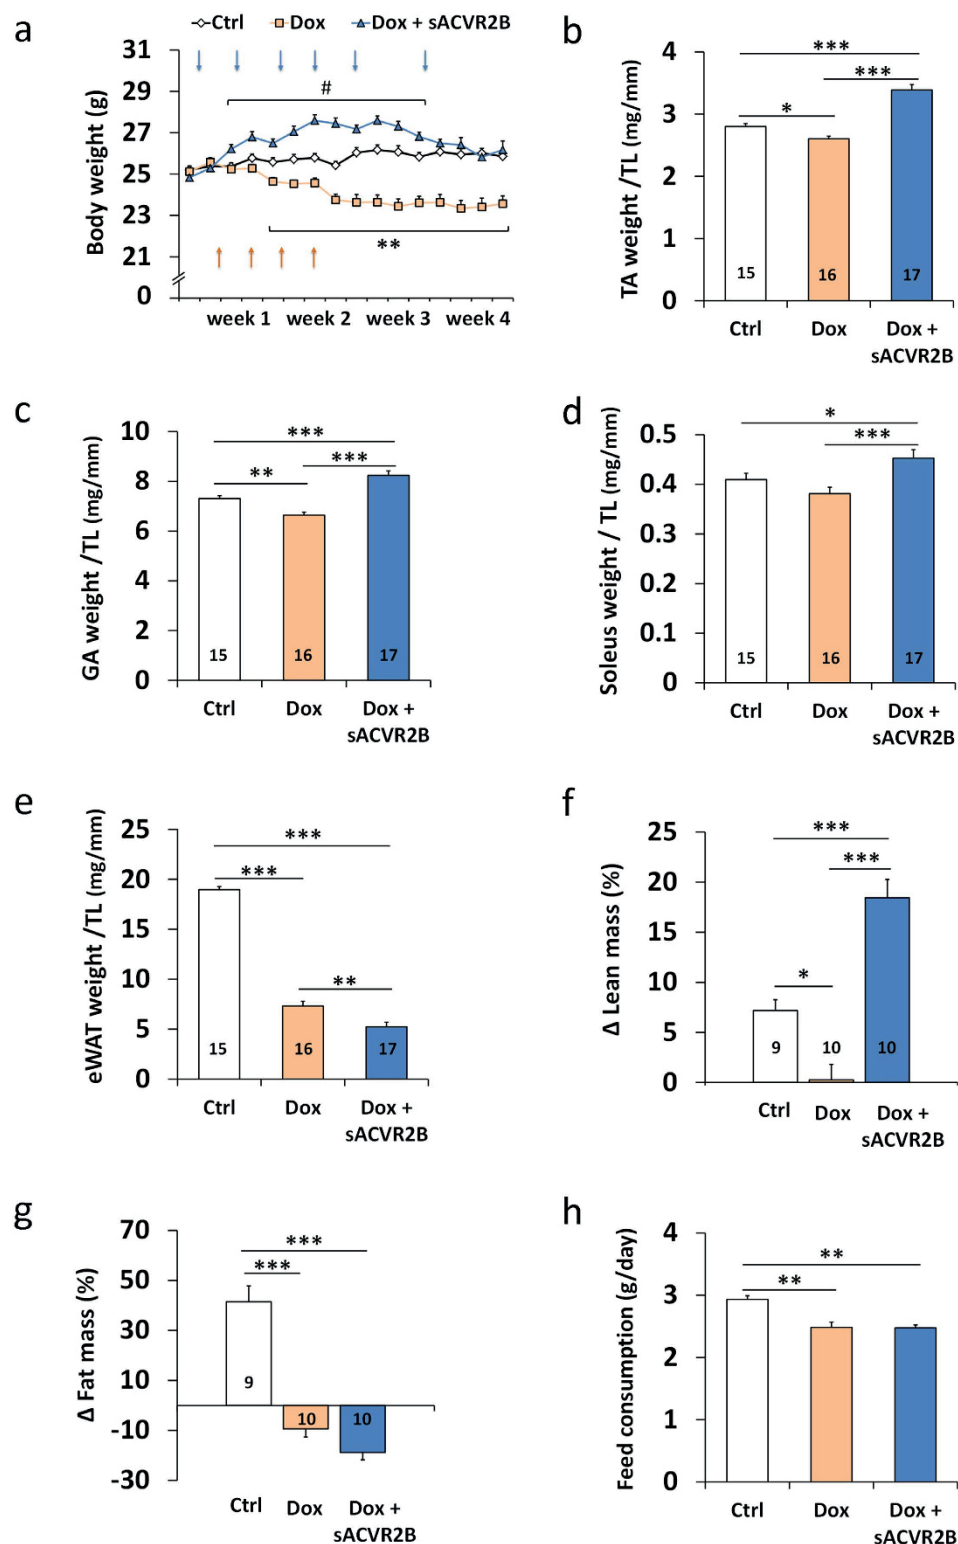 a
Ctrl Dox Dox + sACVR2B
Body weight (g)
31
29
27
25
23
21
0
#
**
week 1 week 2 week 3 week 4
b
TA weight /TL (mg/mm)
4
3
2
1
0
***
***
*
15 16 17
Ctrl Dox Dox +
sACVR2B
c
GA weight /TL (mg/mm)
10
8
6
4
2
0
***
***
**
15 16 17
Ctrl Dox Dox +
sACVR2B
d
Soleus weight / TL (mg/mm)
0.5
0.4
0.3
0.2
0.1
0
*
***
15 16 17
Ctrl Dox Dox +
sACVR2B
e
eWAT weight /TL (mg/mm)
25
20
15
10
5
0
***
***
**
15 16 17
Ctrl Dox Dox +
sACVR2B
f
Δ Lean mass (%)
25
20
15
10
5
0
***
***
*
9 10 10
Ctrl Dox Dox +
sACVR2B
g
Δ Fat mass (%)
70
50
30
10
-10
-30
***
***
9
10 10
Ctrl Dox Dox +
sACVR2B
h
Feed consumption (g/day)
4
3
2
1
0
**
**
Ctrl Dox Dox +
sACVR2B